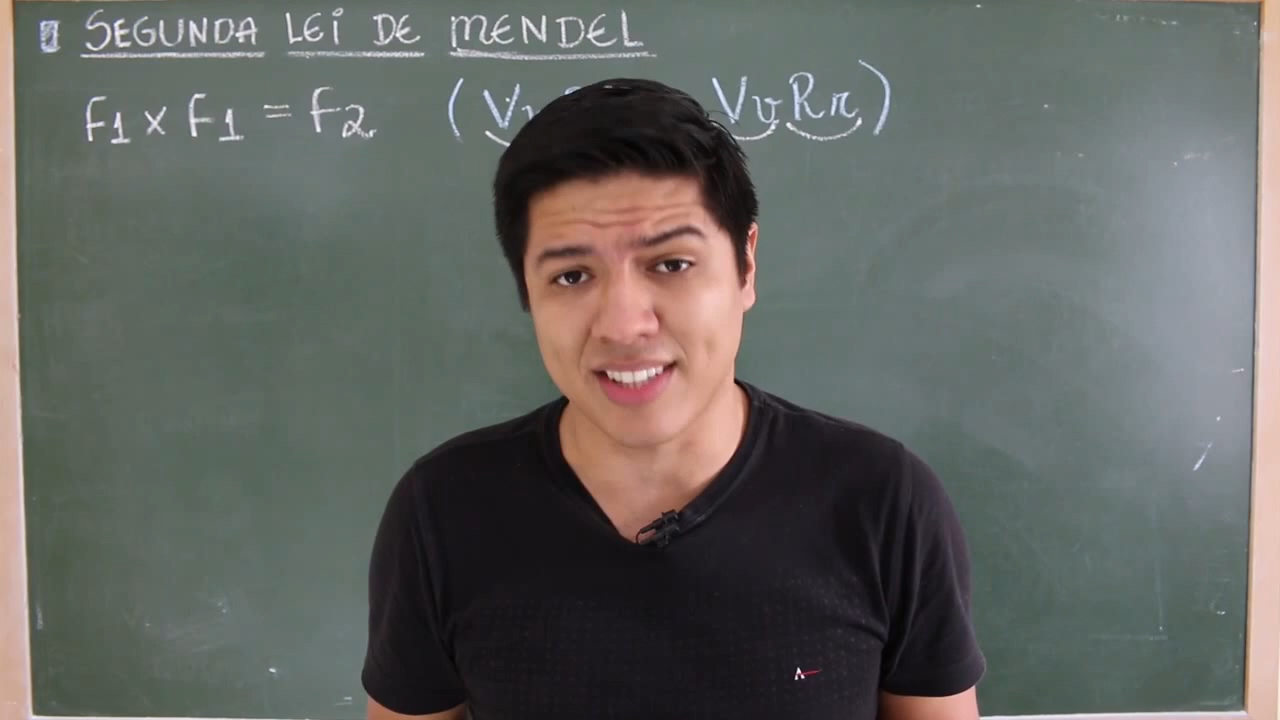 SEGUNDA LEI DE MENDEL
F1 x F1 = F2 ( VvRr )